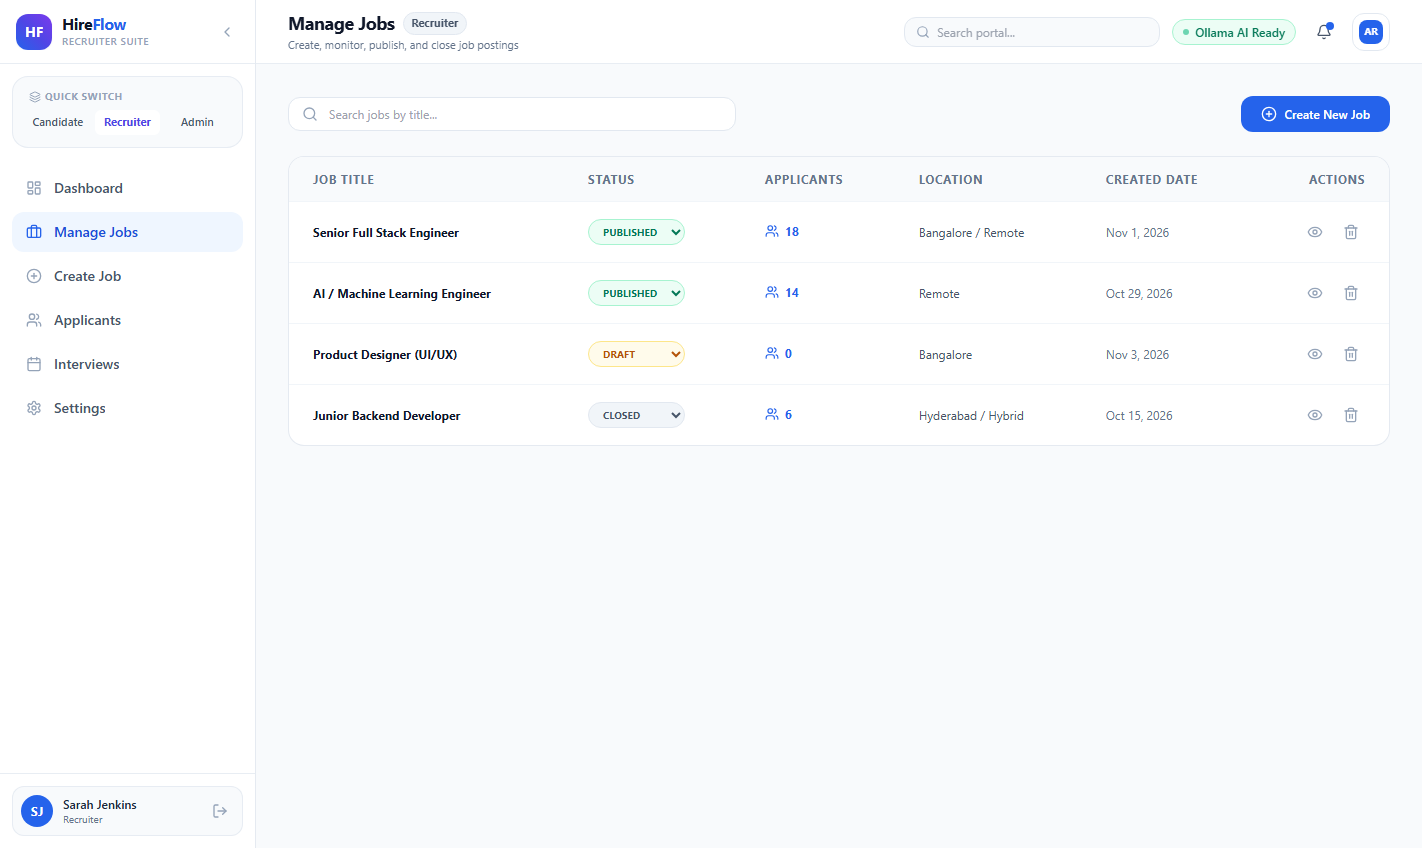 HF
HireFlow
RECRUITER SUITE
QUICK SWITCH
Candidate Recruiter Admin
Dashboard
Manage Jobs
Create Job
Applicants
Interviews
Settings
SJ
Sarah Jenkins
Recruiter
Manage Jobs Recruiter
Create, monitor, publish, and close job postings
Search portal...
Ollama AI Ready
AR
Search jobs by title...
Create New Job
JOB TITLE STATUS APPLICANTS LOCATION CREATED DATE ACTIONS
Senior Full Stack Engineer PUBLISHED 18 Bangalore / Remote Nov 1, 2026
AI / Machine Learning Engineer PUBLISHED 14 Remote Oct 29, 2026
Product Designer (UI/UX) DRAFT 0 Bangalore Nov 3, 2026
Junior Backend Developer CLOSED 6 Hyderabad / Hybrid Oct 15, 2026